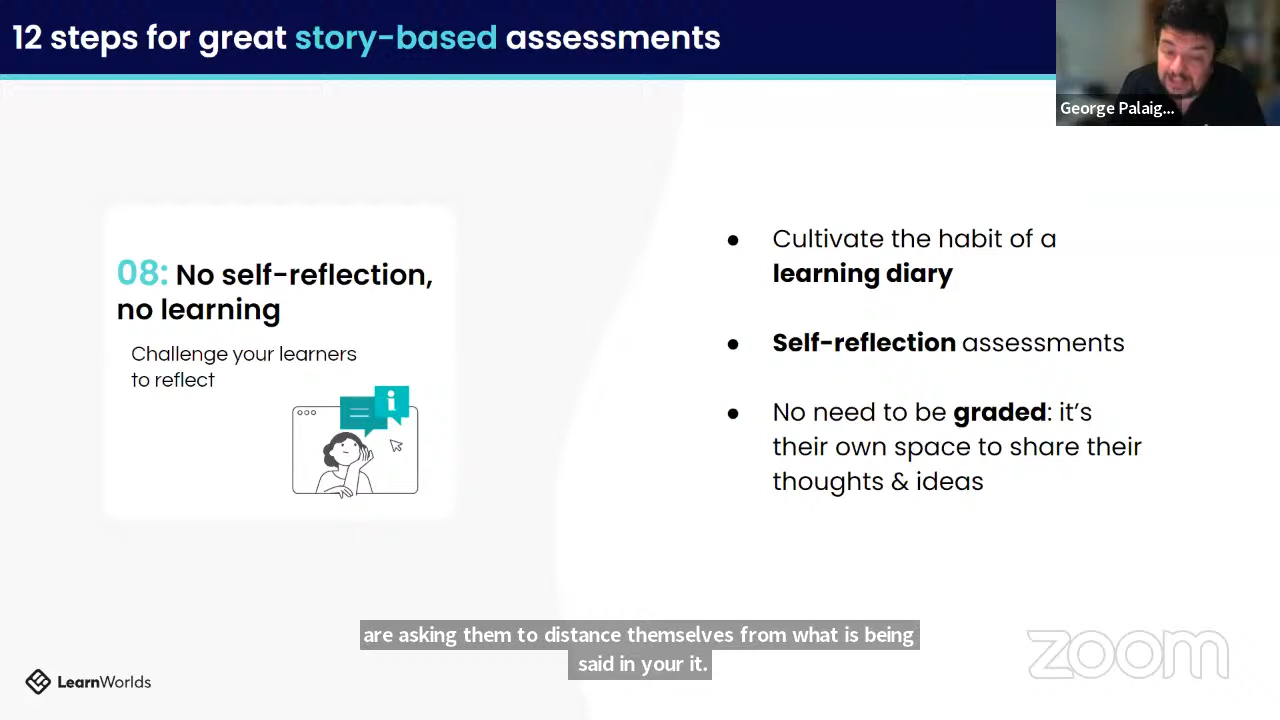 12 steps for great story-based assessments
George Palaig...
08: No self-reflection,
no learning
Challenge your learners
to reflect
i
● Cultivate the habit of a
learning diary
● Self-reflection assessments
● No need to be graded: it's
their own space to share their
thoughts & ideas
are asking them to distance themselves from what is being
said in your it.
LearnWorlds
zoom